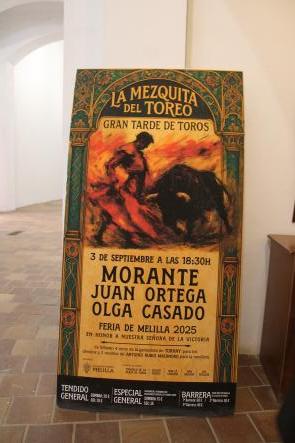 LA MEZQUITA
DEL TOREO
GRAN TARDE DE TOROS
3 DE SEPTIEMBRE A LAS 18:30H
MORANTE
JUAN ORTEGA
OLGA CASADO
FERIA DE MELILLA 2025
EN HONOR A NUESTRA SEÑORA DE LA VICTORIA
MELILLA
TENDIDO
GENERAL
ESPECIAL
GENERAL
BARRERA